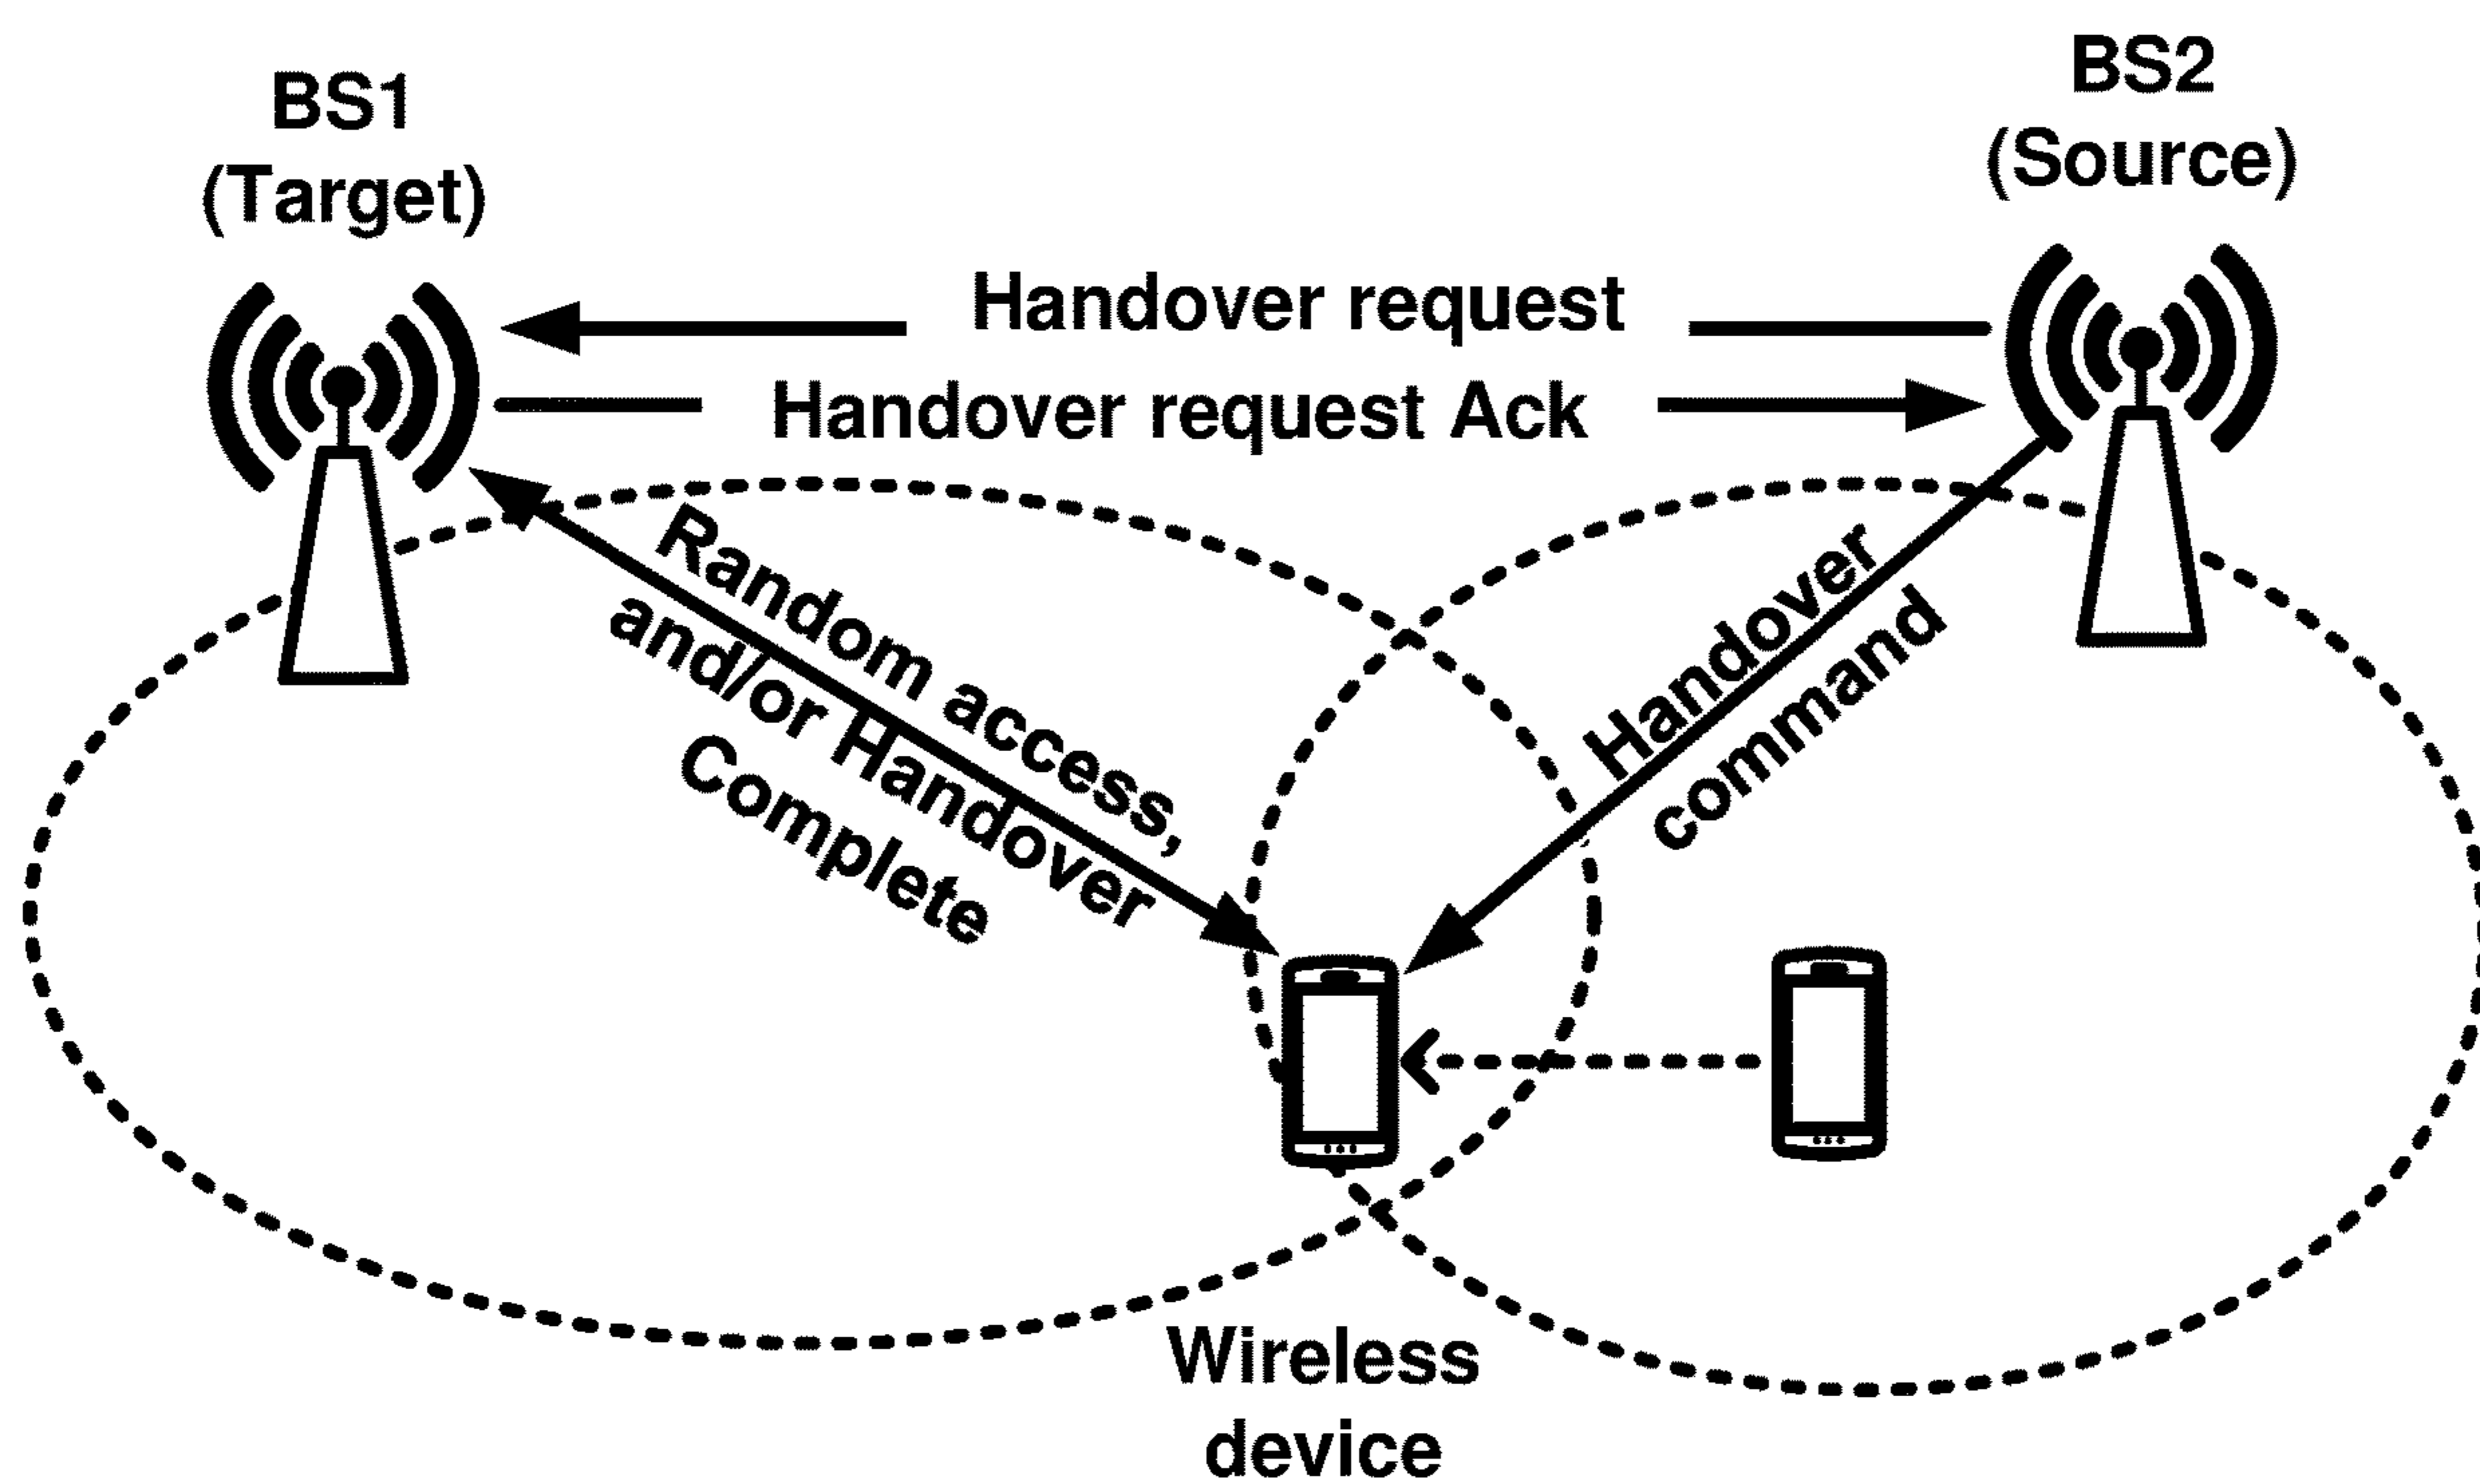 BS1
(Target)
BS2
(Source)
Handover request
Handover request Ack
Random access,
and/or Handover
Complete
Handover
command
Wireless
device